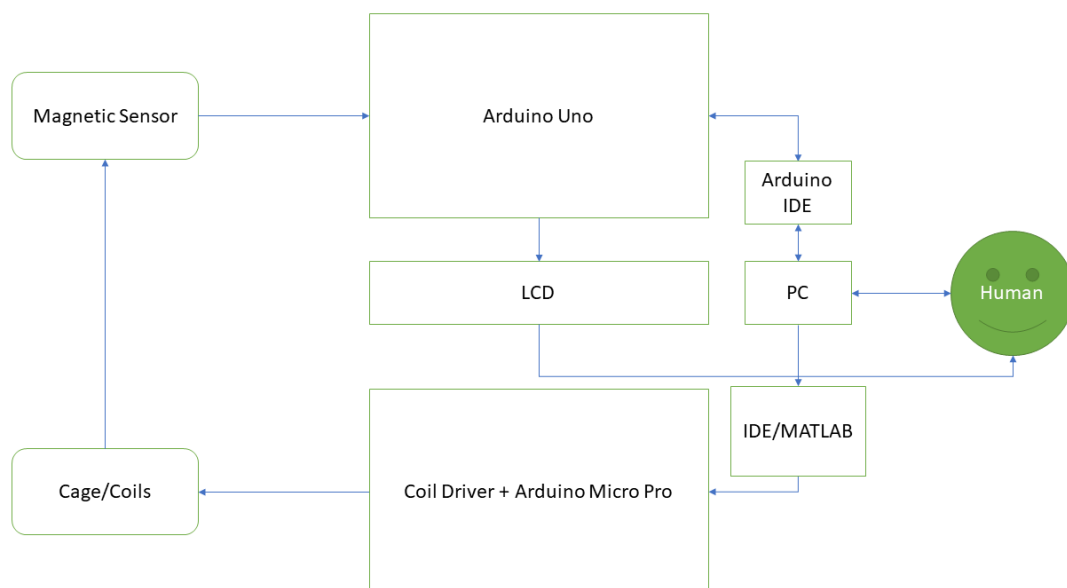 Magnetic Sensor
Arduino Uno
Arduino
IDE
LCD
PC
Human
IDE/MATLAB
Cage/Coils
Coil Driver + Arduino Micro Pro